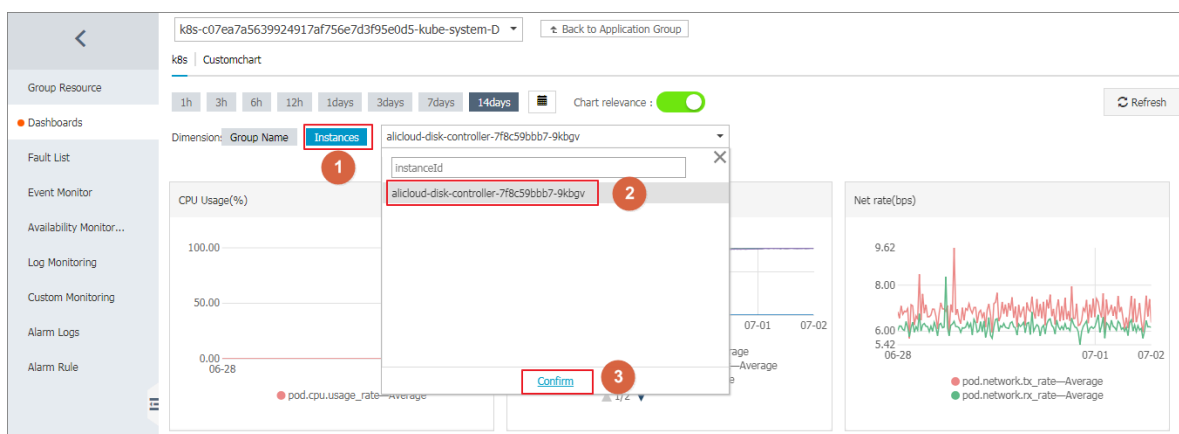 k8s-c07ea7a5639924917af756e7d3f95e0d5-kube-system-D
Back to Application Group
k8s Customchart
Group Resource
Dashboards
Fault List
Event Monitor
Availability Monitor...
Log Monitoring
Custom Monitoring
Alarm Logs
Alarm Rule
1h 3h 6h 12h 1days 3days 7days 14days Chart relevance :
Refresh
Dimension: Group Name Instances alicloud-disk-controller-7f8c59bbb7-9kbgv
1
instanceId
alicloud-disk-controller-7f8c59bbb7-9kbgv
2
Confirm
3
CPU Usage(%)
100.00
50.00
0.00
06-28
pod.cpu.usage_rate—Average
07-01 07-02
—Average
1/2
Net rate(bps)
9.62
8.00
6.00
5.42
06-28 07-01 07-02
pod.network.tx_rate—Average
pod.network.rx_rate—Average